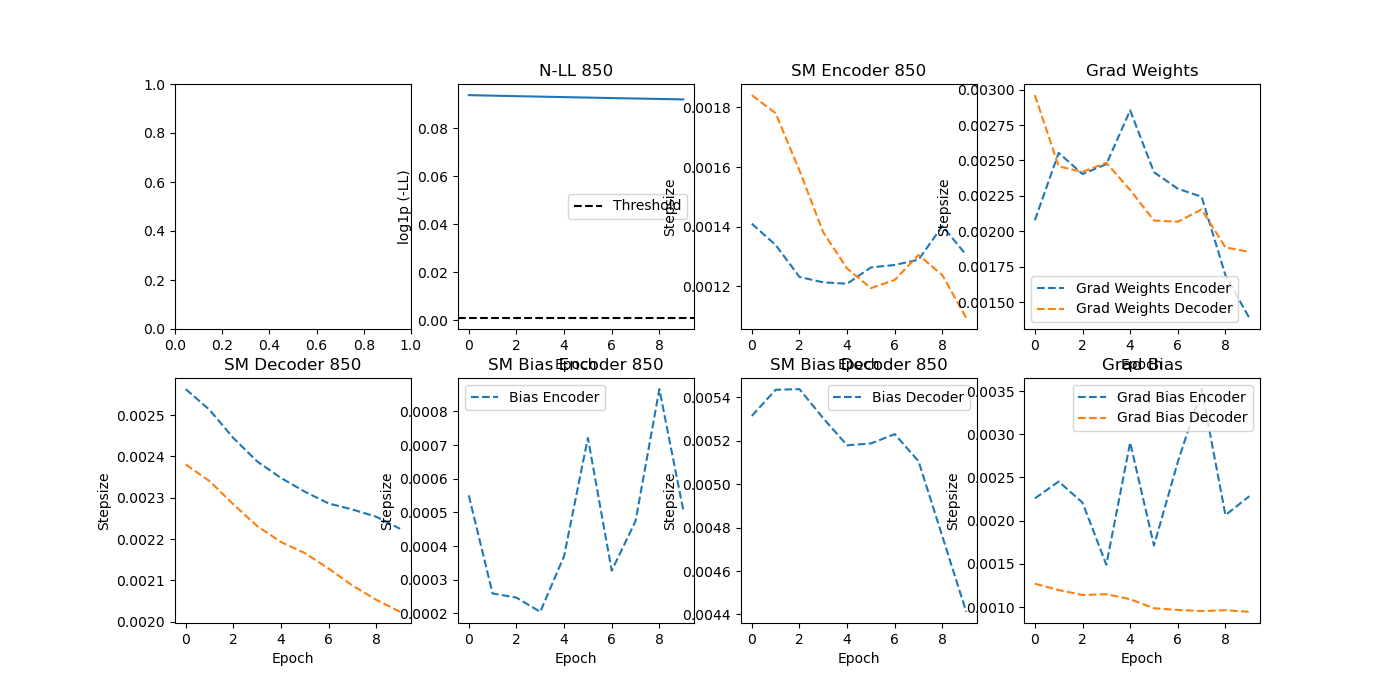 N-LL 850
SM Encoder 850
Grad Weights
1.0
0.8
0.6
0.4
0.2
0.0
0.0 0.2 0.4 0.6 0.8 1.0
log1p (-LL)
0.08
0.06
0.04
0.02
0.00
Threshold
0 2 4 6 8
Epoch
Stepsize
0.0018
0.0016
0.0014
0.0012
0 2 4 6 8
Epoch
Stepsize
0.00300
0.00275
0.00250
0.00225
0.00200
0.00175
0.00150
Grad Weights Encoder
Grad Weights Decoder
0 2 4 6 8
Epoch
SM Decoder 850
SM Bias Encoder 850
SM Bias Decoder 850
Grad Bias
Stepsize
0.0025
0.0024
0.0023
0.0022
0.0021
0.0020
0 2 4 6 8
Epoch
Stepsize
0.0008
0.0007
0.0006
0.0005
0.0004
0.0003
0.0002
Bias Encoder
0 2 4 6 8
Epoch
Stepsize
0.0054
0.0052
0.0050
0.0048
0.0046
0.0044
Bias Decoder
0 2 4 6 8
Epoch
Stepsize
0.0035
0.0030
0.0025
0.0020
0.0015
0.0010
Grad Bias Encoder
Grad Bias Decoder
0 2 4 6 8
Epoch